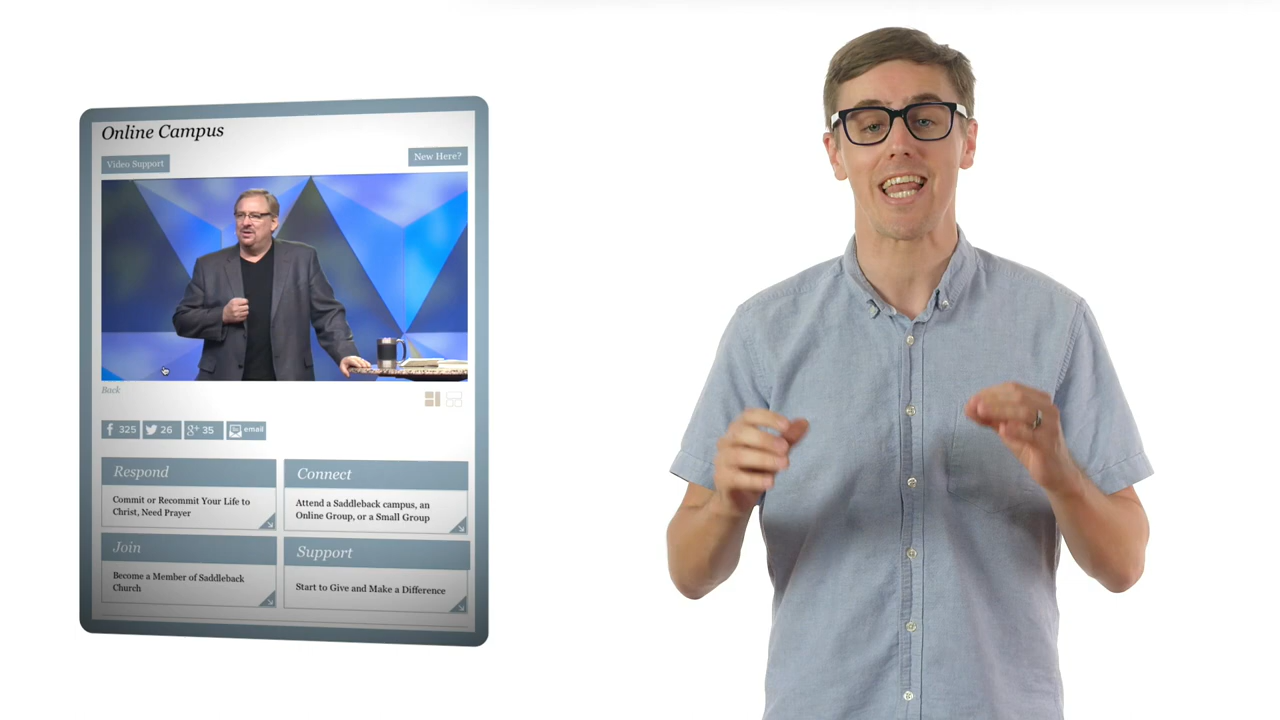 Online Campus
Video Support
New Here?
Back
325
26
g+ 35
email
Respond
Commit or Recommit Your Life to
Christ, Need Prayer
Connect
Attend a Saddleback campus, an
Online Group, or a Small Group
Join
Become a Member of Saddleback
Church
Support
Start to Give and Make a Difference